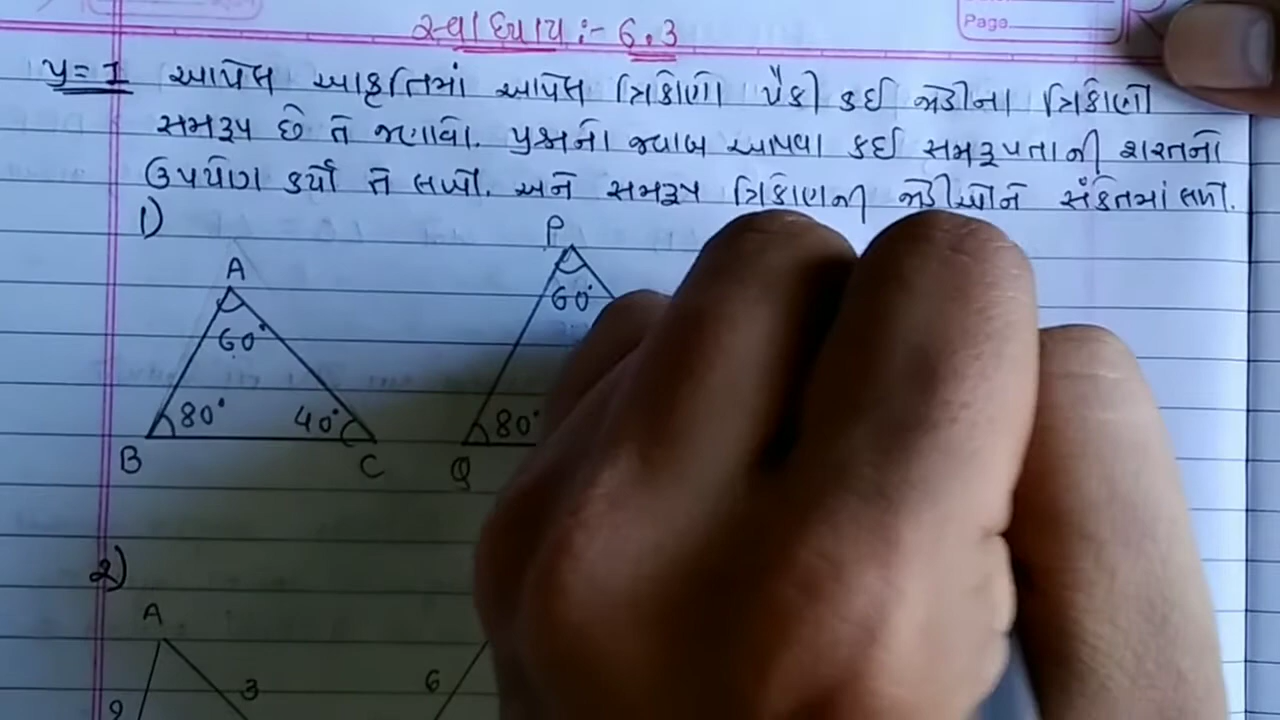 Page
સ્વાધ્યાય :- 6.3
પ્ર=1 આપેલ આકૃતિમાં આપેલ ત્રિકોણો પૈકી કઈ જોડીના ત્રિકોણો
સમરૂપ છે તે જણાવો. પ્રશ્નનો જવાબ આપવા કઈ સમરૂપતાની શરતનો
ઉપયોગ કર્યો તે લખો. અને સમરૂપ ત્રિકોણની જોડીઓને સંકેતમાં લખો.
1)
A
60°
80° 40°
B C
P
60°
80°
Q
2)
A
3
6